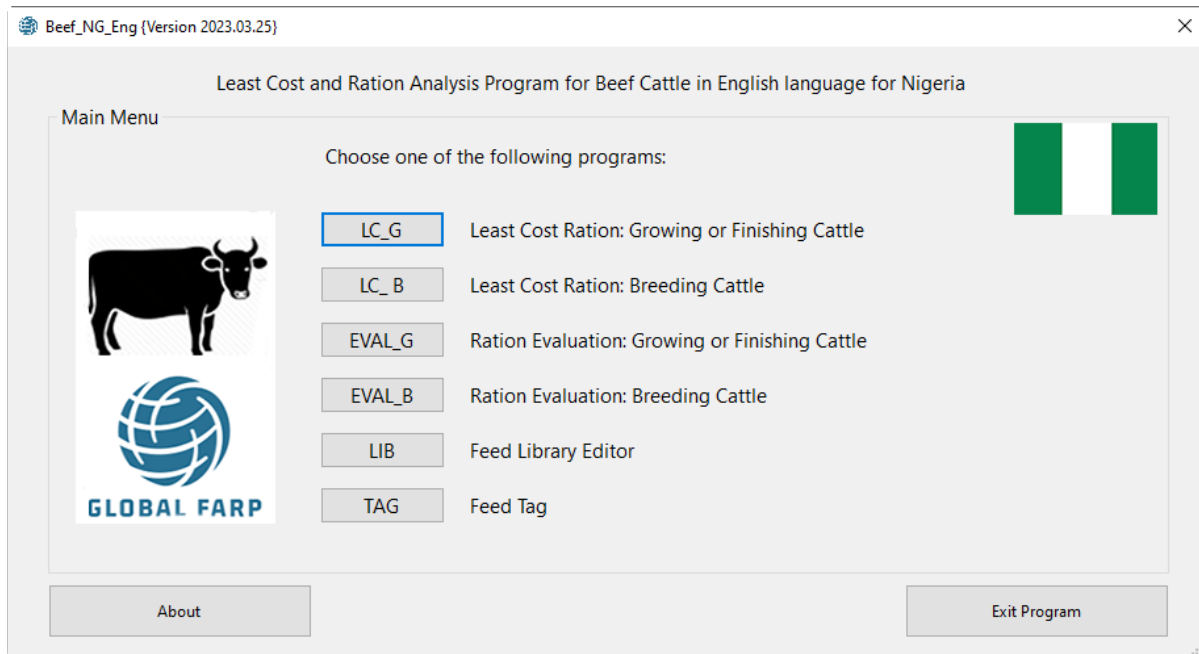 Beef_NG_Eng {Version 2023.03.25}
Least Cost and Ration Analysis Program for Beef Cattle in English language for Nigeria
Main Menu
Choose one of the following programs:
LC_G Least Cost Ration: Growing or Finishing Cattle
LC_ B Least Cost Ration: Breeding Cattle
EVAL_G Ration Evaluation: Growing or Finishing Cattle
EVAL_B Ration Evaluation: Breeding Cattle
LIB Feed Library Editor
TAG Feed Tag
GLOBAL FARP
About Exit Program